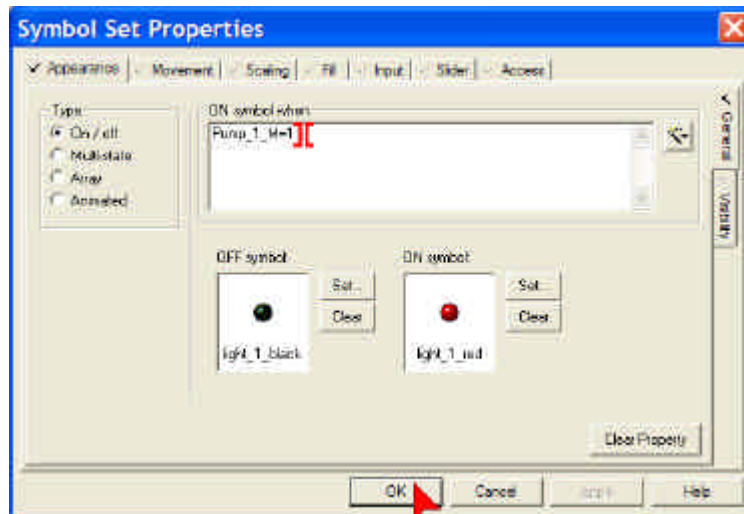 Symbol Set Properties
Appearance Movement Scaling Fill Input Slider Access
Type
On / off
Multi-state
Array
Animated
ON symbol when
General
Visibility
OFF symbol
Set...
Clear
light_1_black
ON symbol
Set...
Clear
light_1_red
Clear Property
OK Cancel Apply Help